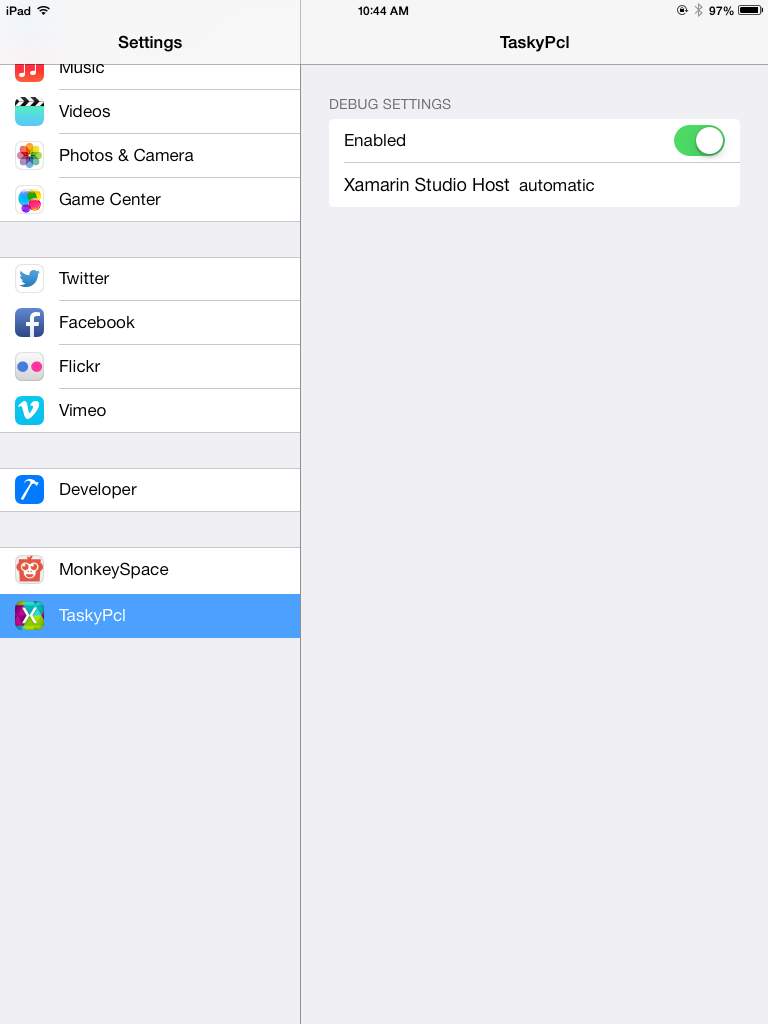 iPad 10:44 AM 97%
Settings
Music
Videos
Photos & Camera
Game Center
Twitter
Facebook
Flickr
Vimeo
Developer
MonkeySpace
TaskyPcl
TaskyPcl
DEBUG SETTINGS
Enabled
Xamarin Studio Host automatic